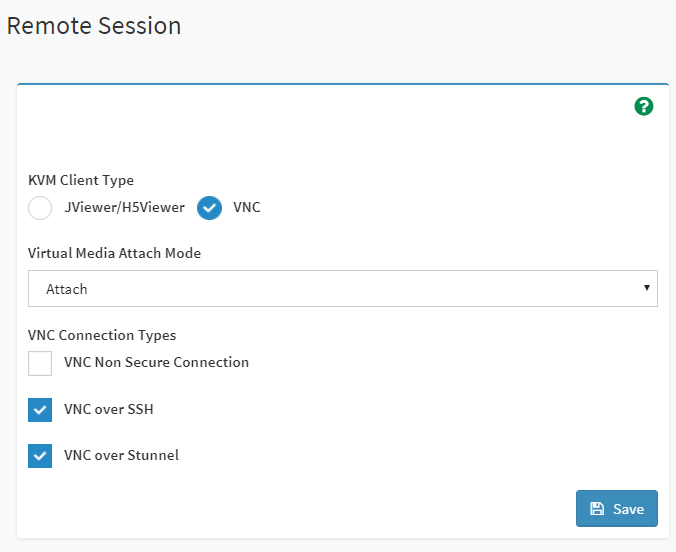 Remote Session
?
KVM Client Type
JViewer/H5Viewer VNC
Virtual Media Attach Mode
Attach
VNC Connection Types
VNC Non Secure Connection
VNC over SSH
VNC over Stunnel
Save